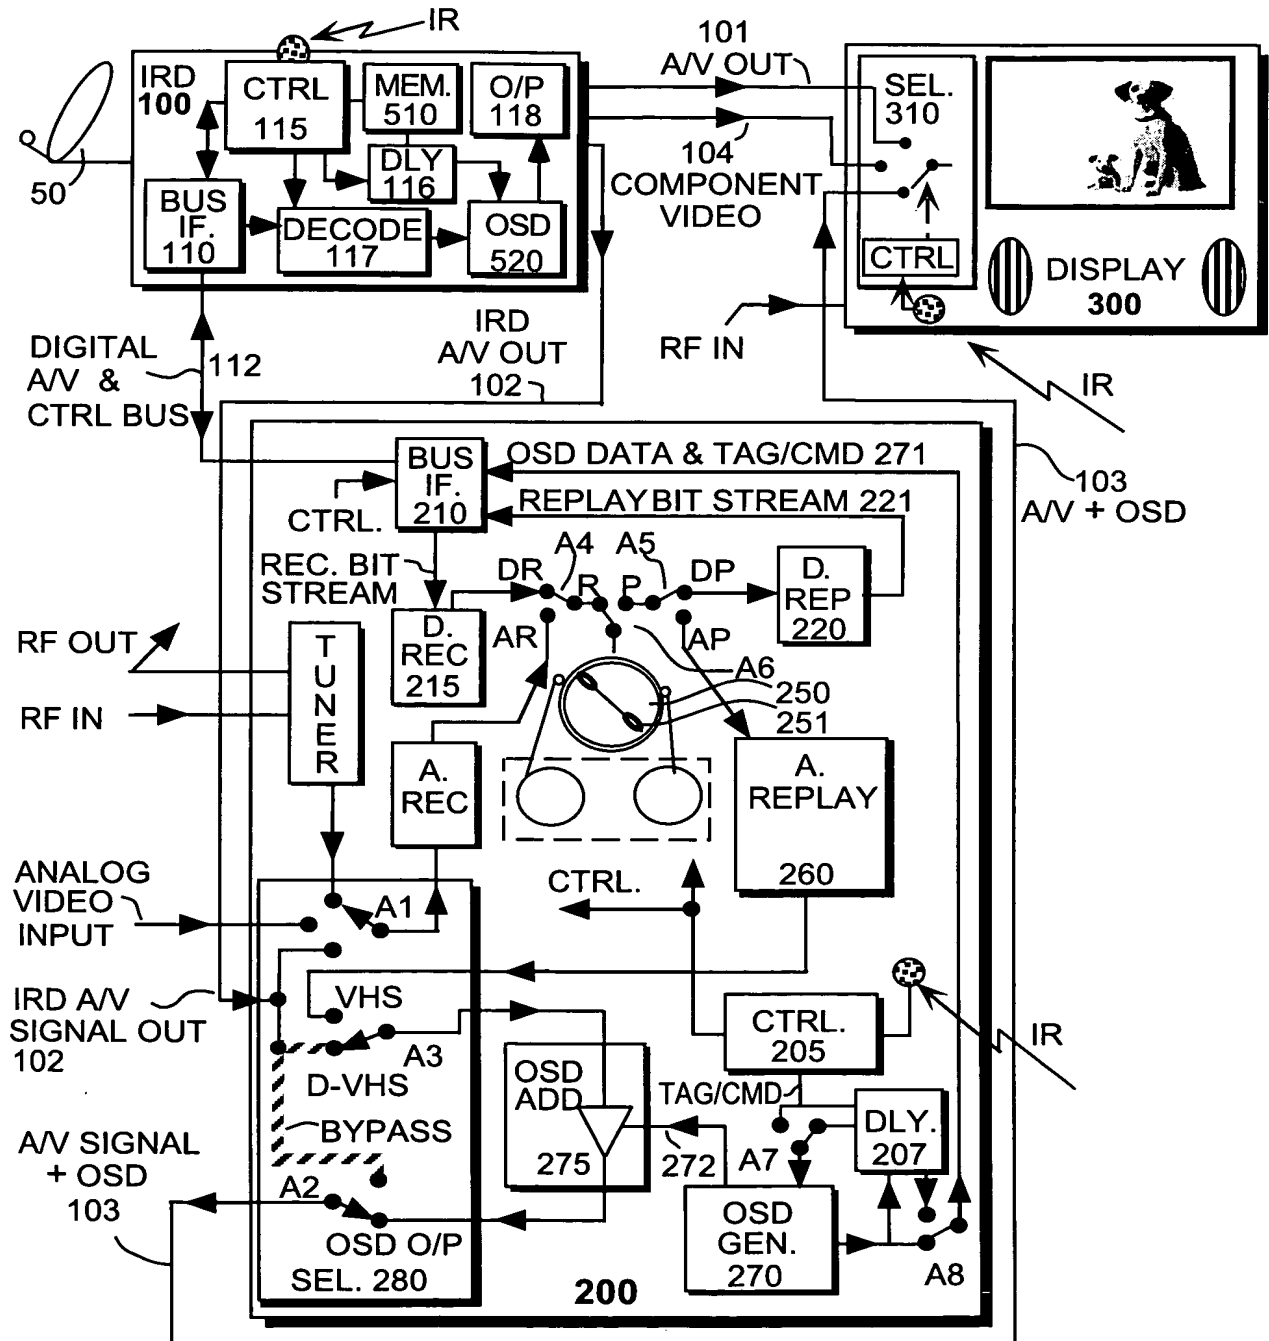 IR
IRD
100
CTRL
115
MEM.
510
O/P
118
DLY
116
BUS
IF.
110
DECODE
117
OSD
520
50
101
A/V OUT
104
COMPONENT
VIDEO
SEL.
310
CTRL
DISPLAY
300
RF IN
IR
IRD
A/V OUT
102
DIGITAL
A/V &
CTRL BUS
112
103
A/V + OSD
BUS
IF.
210
OSD DATA & TAG/CMD 271
REPLAY BIT STREAM 221
CTRL.
REC. BIT
STREAM
DR
A4
R
P
A5
DP
D.
REP
220
AR
AP
D.
REC
215
A6
250
251
RF OUT
RF IN
TUNER
A.
REC
A.
REPLAY
260
CTRL.
ANALOG
VIDEO
INPUT
A1
IRD A/V
SIGNAL OUT
102
VHS
A3
D-VHS
BYPASS
CTRL.
205
IR
OSD
ADD
275
TAG/CMD
272
A7
DLY.
207
A/V SIGNAL
+ OSD
103
A2
OSD O/P
SEL. 280
OSD
GEN.
270
A8
200